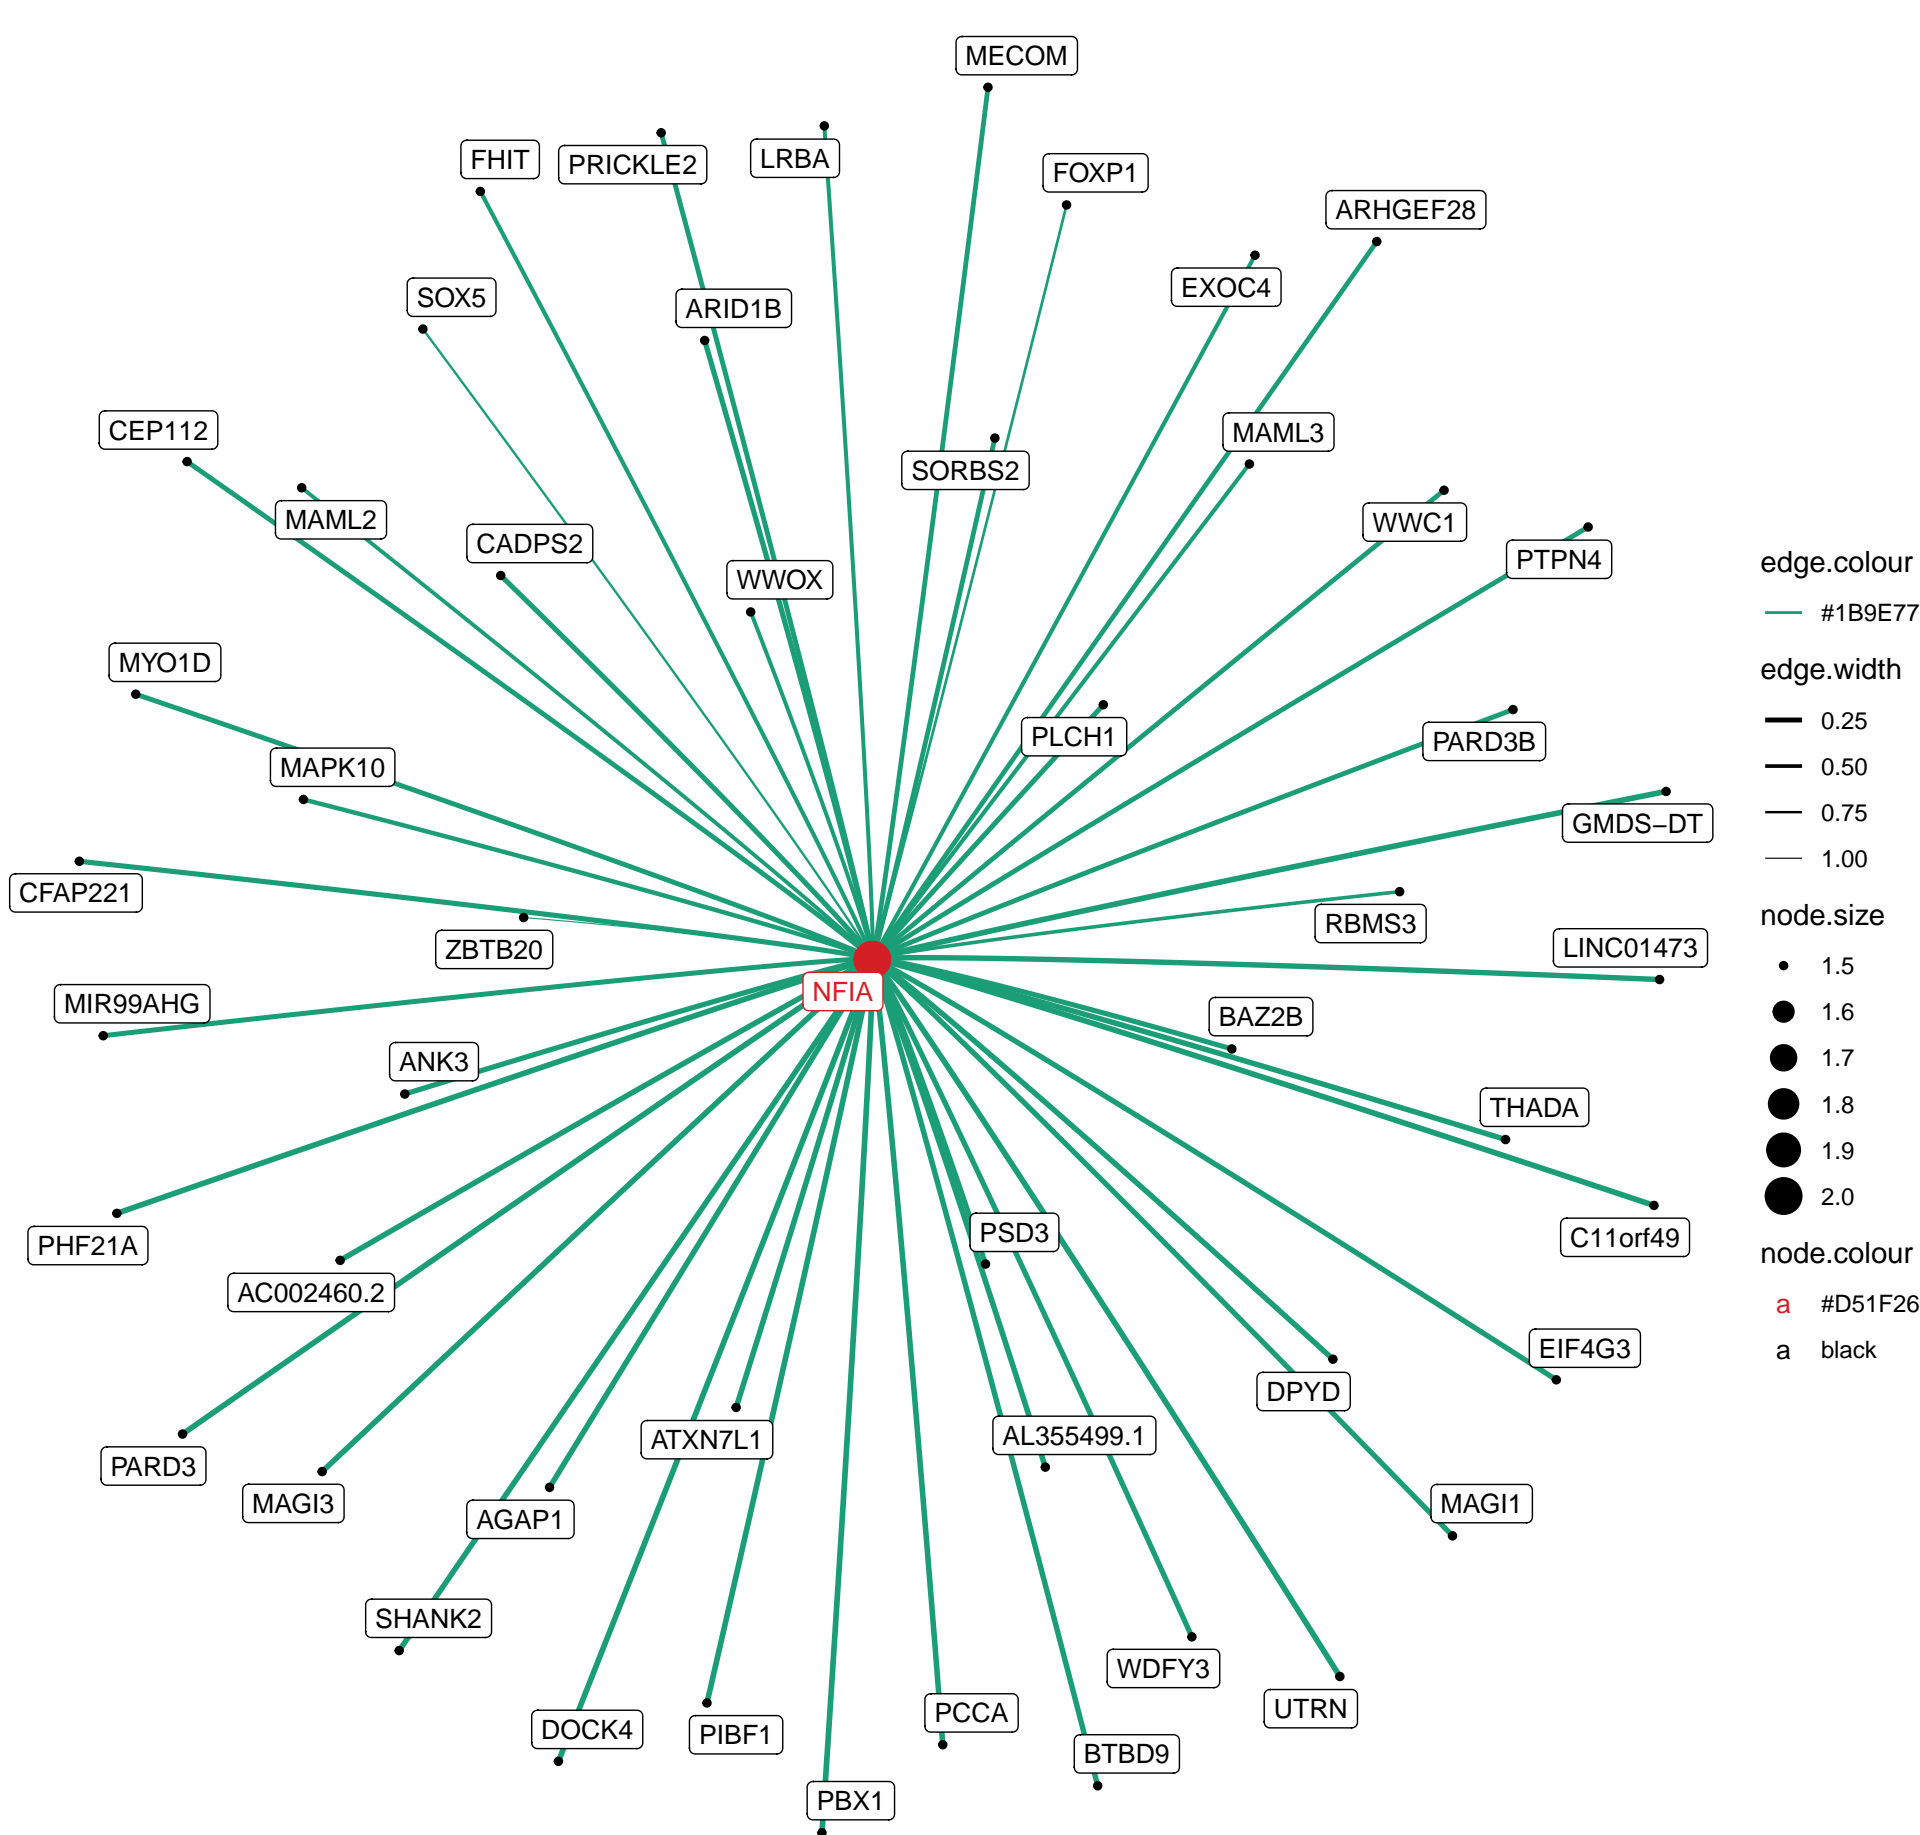 MECOM
FHIT
PRICKLE2
LRBA
FOXP1
ARHGEF28
SOX5
ARID1B
EXOC4
CEP112
MAML2
SORBS2
MAML3
CADPS2
WWOX
WWC1
PTPN4
MYO1D
MAPK10
PLCH1
PARD3B
GMDS−DT
CFAP221
ZBTB20
RBMS3
LINC01473
MIR99AHG
NFIA
BAZ2B
ANK3
THADA
PHF21A
PSD3
C11orf49
AC002460.2
EIF4G3
DPYD
ATXN7L1
AL355499.1
PARD3
MAGI3
AGAP1
MAGI1
SHANK2
WDFY3
UTRN
DOCK4
PIBF1
PCCA
BTBD9
PBX1
edge.colour
#1B9E77
edge.width
0.25
0.50
0.75
1.00
node.size
1.5
1.6
1.7
1.8
1.9
2.0
node.colour
a #D51F26
a black